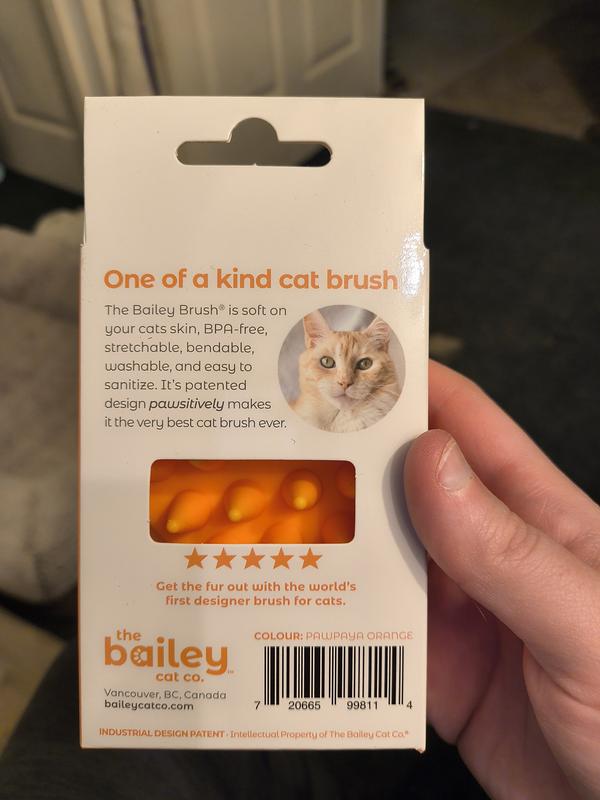 One of a kind cat brush
The Bailey Brush® is soft on
your cats skin, BPA-free,
stretchable, bendable,
washable, and easy to
sanitize. It's patented
design pawsitively makes
it the very best cat brush ever.
Get the fur out with the world's
first designer brush for cats.
the
bailey™
cat co.
Vancouver, BC, Canada
baileycatco.com
COLOUR: PAWPAYA ORANGE
7 20665 99811 4
INDUSTRIAL DESIGN PATENT · Intellectual Property of The Bailey Cat Co.®